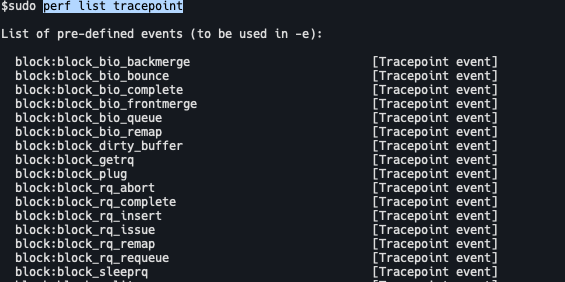 $sudo perf list tracepoint
List of pre-defined events (to be used in -e):
block:block_bio_backmerge [Tracepoint event]
block:block_bio_bounce [Tracepoint event]
block:block_bio_complete [Tracepoint event]
block:block_bio_frontmerge [Tracepoint event]
block:block_bio_queue [Tracepoint event]
block:block_bio_remap [Tracepoint event]
block:block_dirty_buffer [Tracepoint event]
block:block_getrq [Tracepoint event]
block:block_plug [Tracepoint event]
block:block_rq_abort [Tracepoint event]
block:block_rq_complete [Tracepoint event]
block:block_rq_insert [Tracepoint event]
block:block_rq_issue [Tracepoint event]
block:block_rq_remap [Tracepoint event]
block:block_rq_requeue [Tracepoint event]
block:block_sleeprq [Tracepoint event]